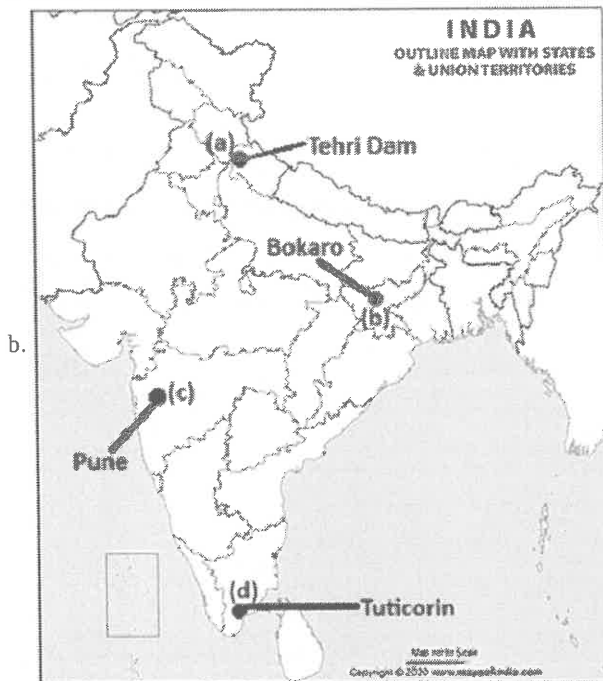 INDIA
OUTLINE MAP WITH STATES
& UNION TERRITORIES
(a)
Tehri Dam
Bokaro
(b)
b.
(c)
Pune
(d)
Tuticorin
Map not to Scale
Copyright © 2020 www.mapsofindia.com